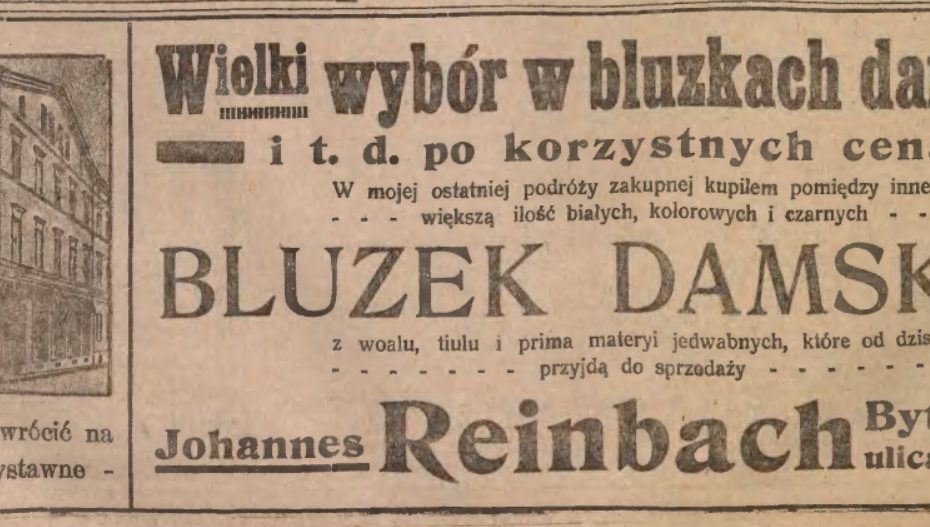 wrócić na
ystawne -
Wielki wybór w bluzkach da
i t. d. po korzystnych cen
W mojej ostatniej podróży zakupnej kupiłem pomiędzy inne
- - - większą ilość białych, kolorowych i czarnych - -
BLUZEK DAMSK
z woalu, tiulu i prima materyi jedwabnych, które od dzis
- - - - - - - przyjdą do sprzedaży - - - - - -
Johannes Reinbach Byt
ulica